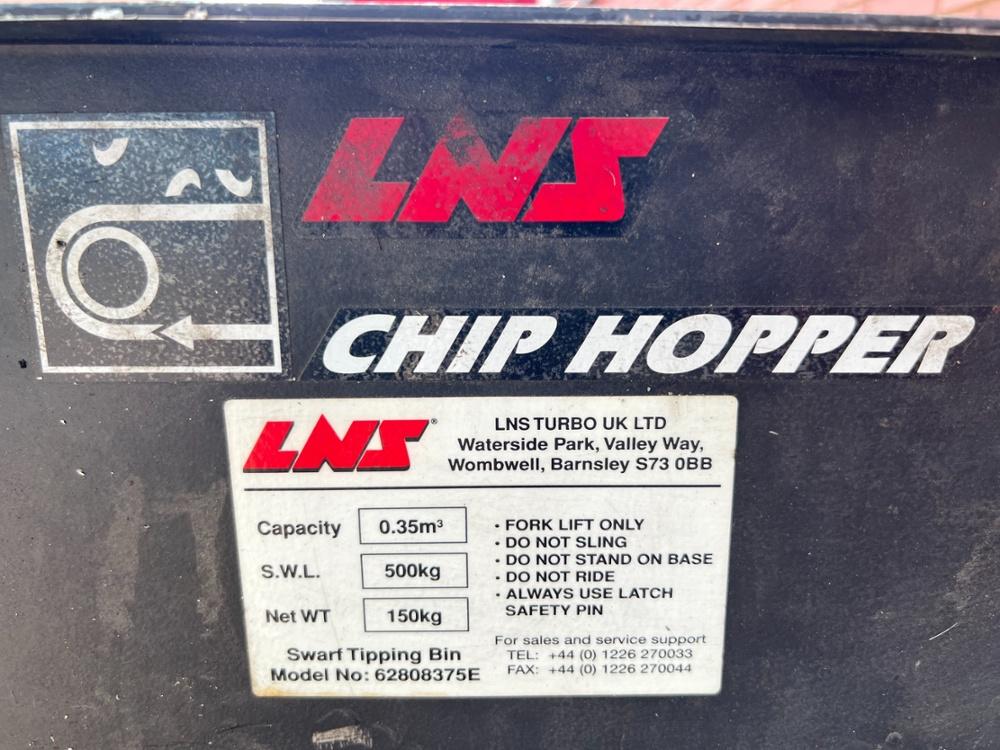 LNS
CHIP HOPPER
LNS®
LNS TURBO UK LTD
Waterside Park, Valley Way,
Wombwell, Barnsley S73 0BB
Capacity 0.35m³
S.W.L. 500kg
Net WT 150kg
Swarf Tipping Bin
Model No: 62808375E
· FORK LIFT ONLY
· DO NOT SLING
· DO NOT STAND ON BASE
· DO NOT RIDE
· ALWAYS USE LATCH
SAFETY PIN
For sales and service support
TEL: +44 (0) 1226 270033
FAX: +44 (0) 1226 270044